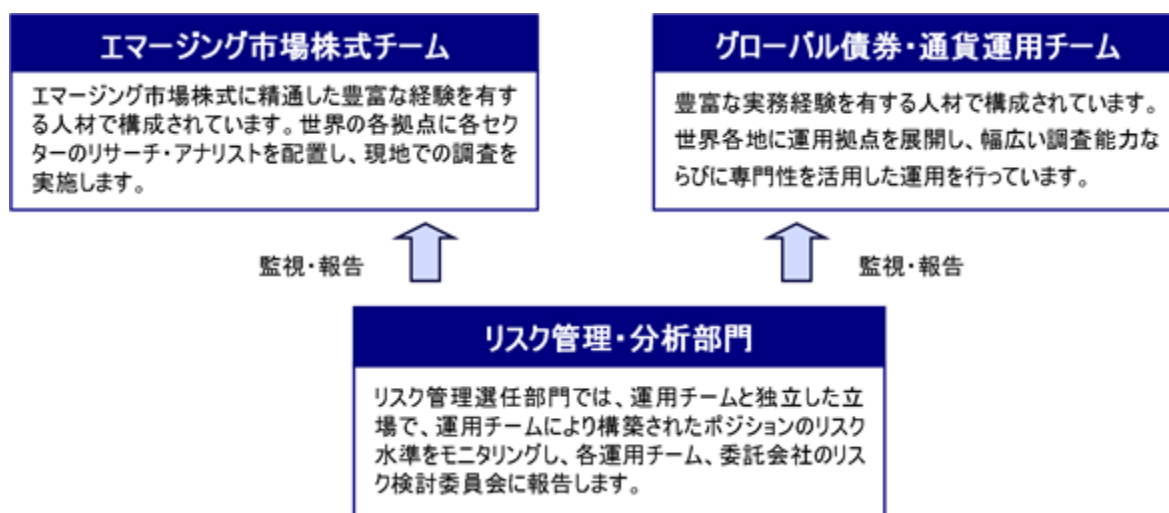 エマージング市場株式チーム
エマージング市場株式に精通した豊富な経験を有す
る人材で構成されています。世界の各拠点に各セク
ターのリサーチ・アナリストを配置し、現地での調査を
実施します。
グローバル債券・通貨運用チーム
豊富な実務経験を有する人材で構成されています。
世界各地に運用拠点を展開し、幅広い調査能力な
らびに専門性を活用した運用を行っています。
監視・報告
監視・報告
リスク管理・分析部門
リスク管理選任部門では、運用チームと独立した立
場で、運用チームにより構築されたポジションのリスク
水準をモニタリングし、各運用チーム、委託会社のリス
ク検討委員会に報告します。